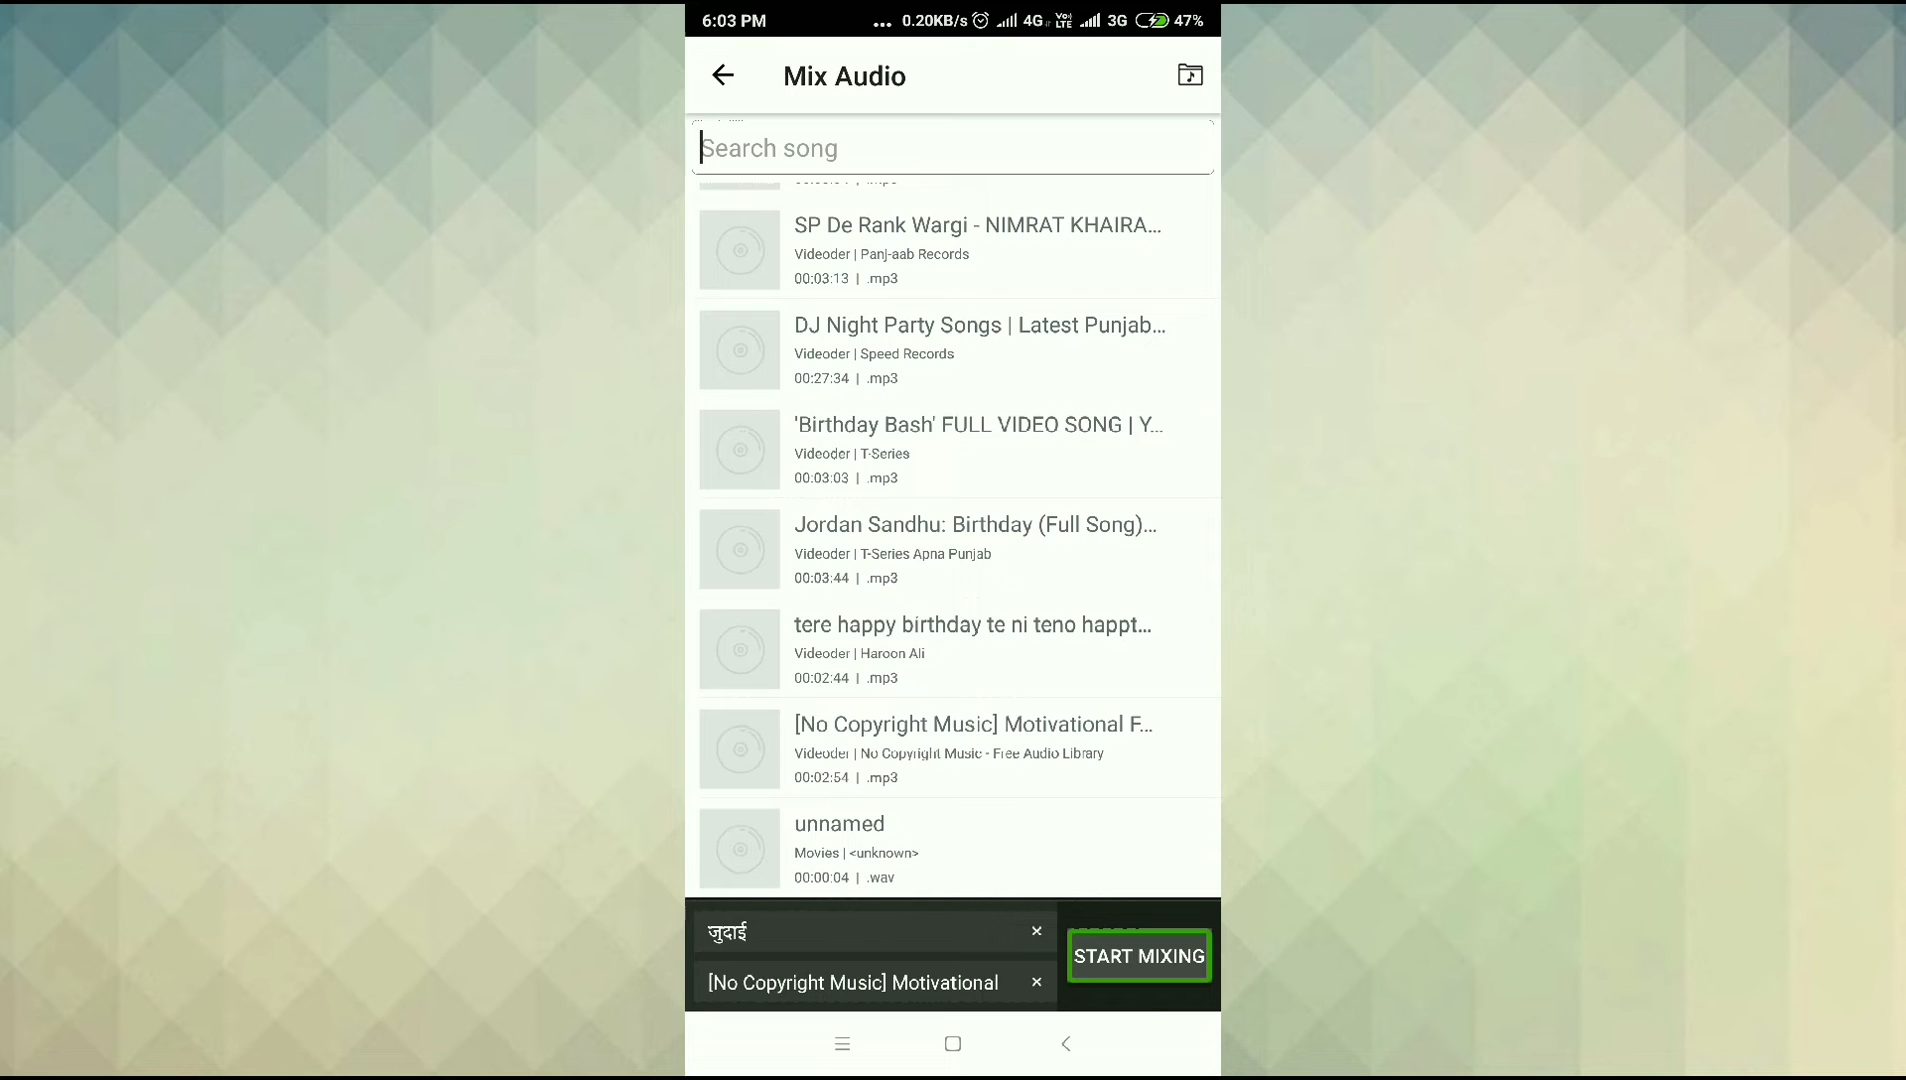 6:03 PM ... 0.20KB/s 4G Vo LTE 3G 47%
Mix Audio
Search song
SP De Rank Wargi - NIMRAT KHAIRA...
Videoder | Panj-aab Records
00:03:13 | .mp3
DJ Night Party Songs | Latest Punjab...
Videoder | Speed Records
00:27:34 | .mp3
'Birthday Bash' FULL VIDEO SONG | Y...
Videoder | T-Series
00:03:03 | .mp3
Jordan Sandhu: Birthday (Full Song)...
Videoder | T-Series Apna Punjab
00:03:44 | .mp3
tere happy birthday te ni teno happt...
Videoder | Haroon Ali
00:02:44 | .mp3
[No Copyright Music] Motivational F...
Videoder | No Copyright Music - Free Audio Library
00:02:54 | .mp3
unnamed
Movies | <unknown>
00:00:04 | .wav
जुदाई
[No Copyright Music] Motivational
START MIXING